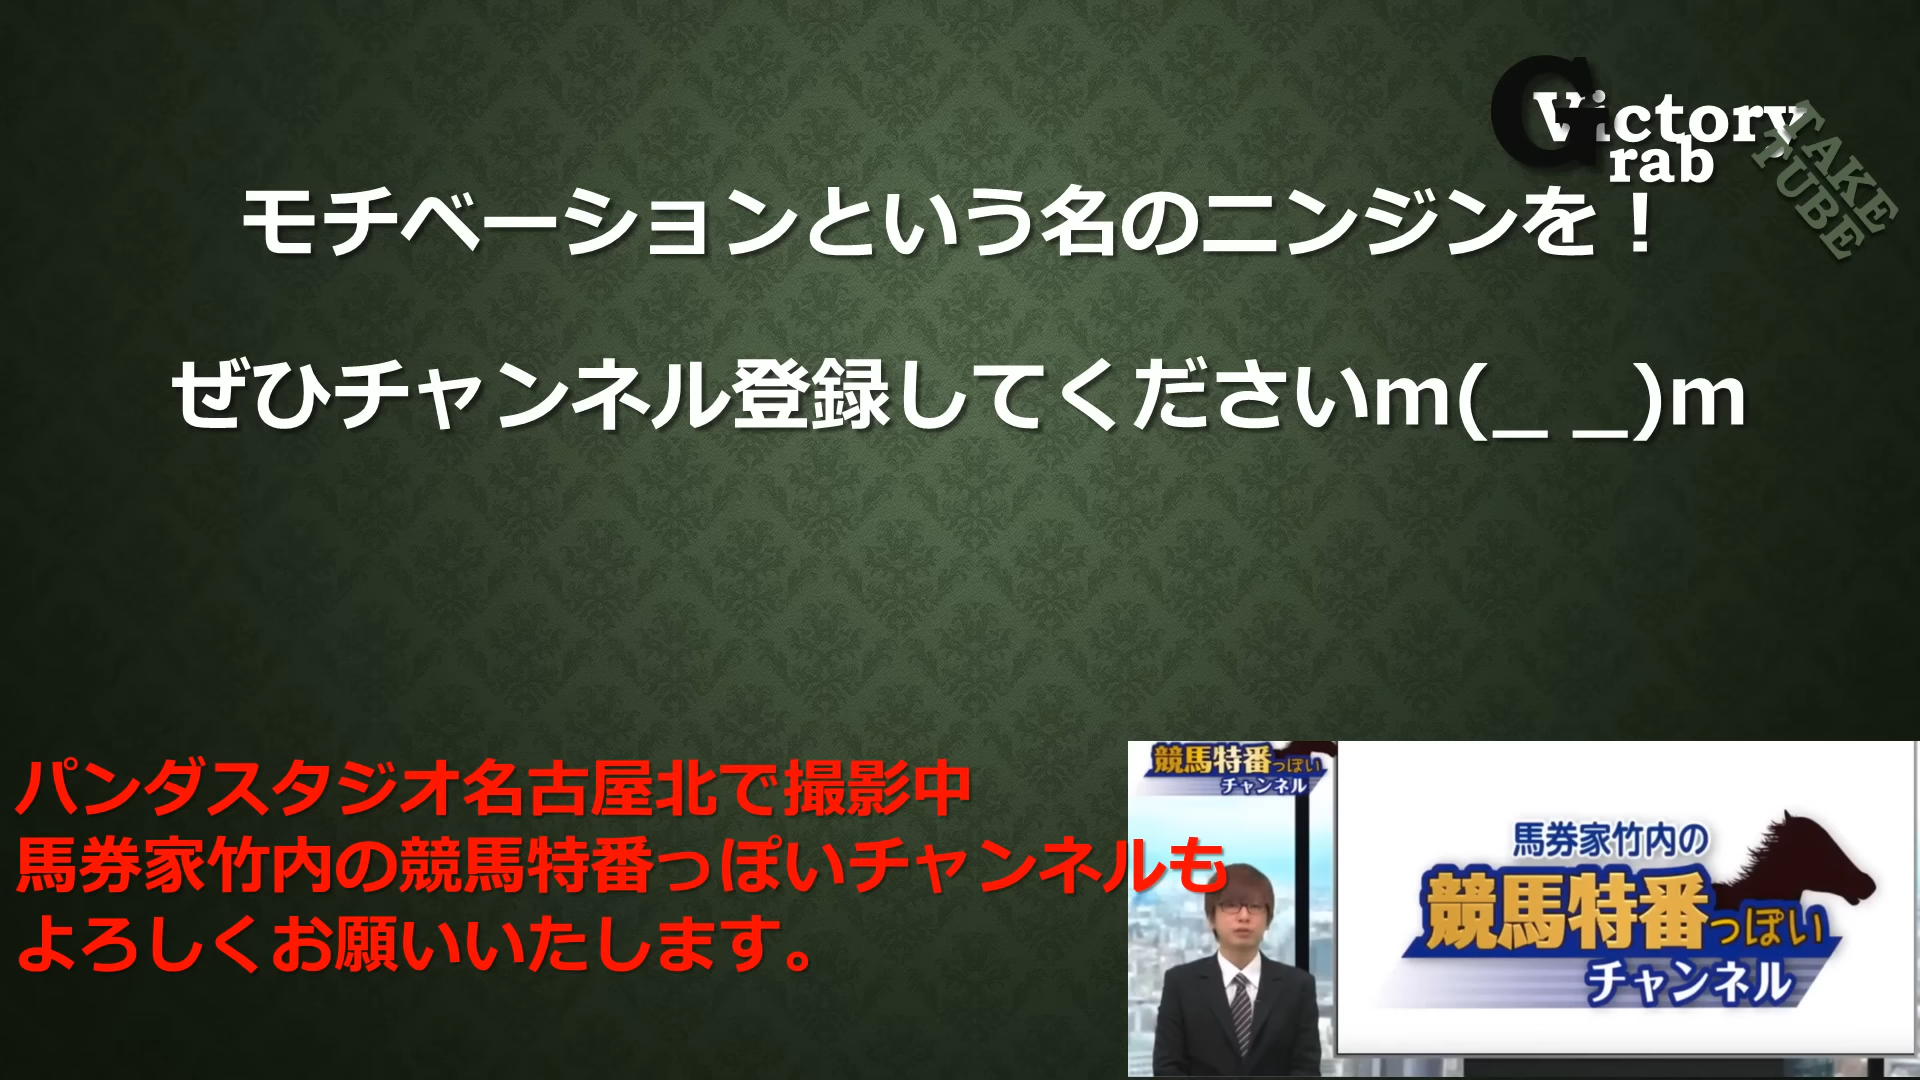 Victory
Grab
TAKE
TUBE
モチベーションという名のニンジンを！
ぜひチャンネル登録してくださいm(_ _)m
パンダスタジオ名古屋北で撮影中
馬券家竹内の競馬特番っぽいチャンネルも
よろしくお願いいたします。
競馬特番っぽい
チャンネル
馬券家竹内の
競馬特番っぽい
チャンネル